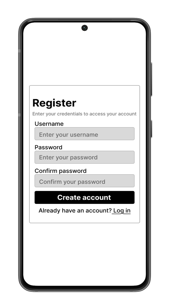 Register
Enter your credentials to access your account
Username
Enter your username
Password
Enter your password
Confirm password
Confirm your password
Create account
Already have an account? Log in